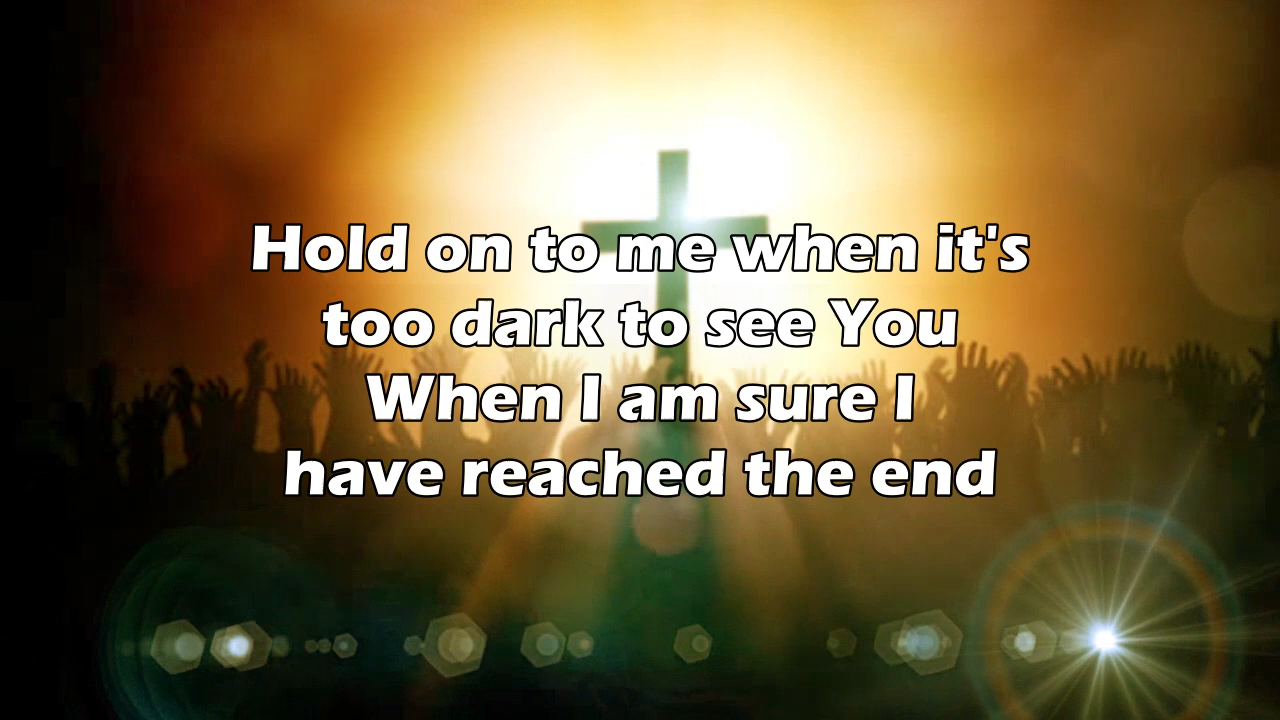 Hold on to me when it's
too dark to see You
When I am sure I
have reached the end